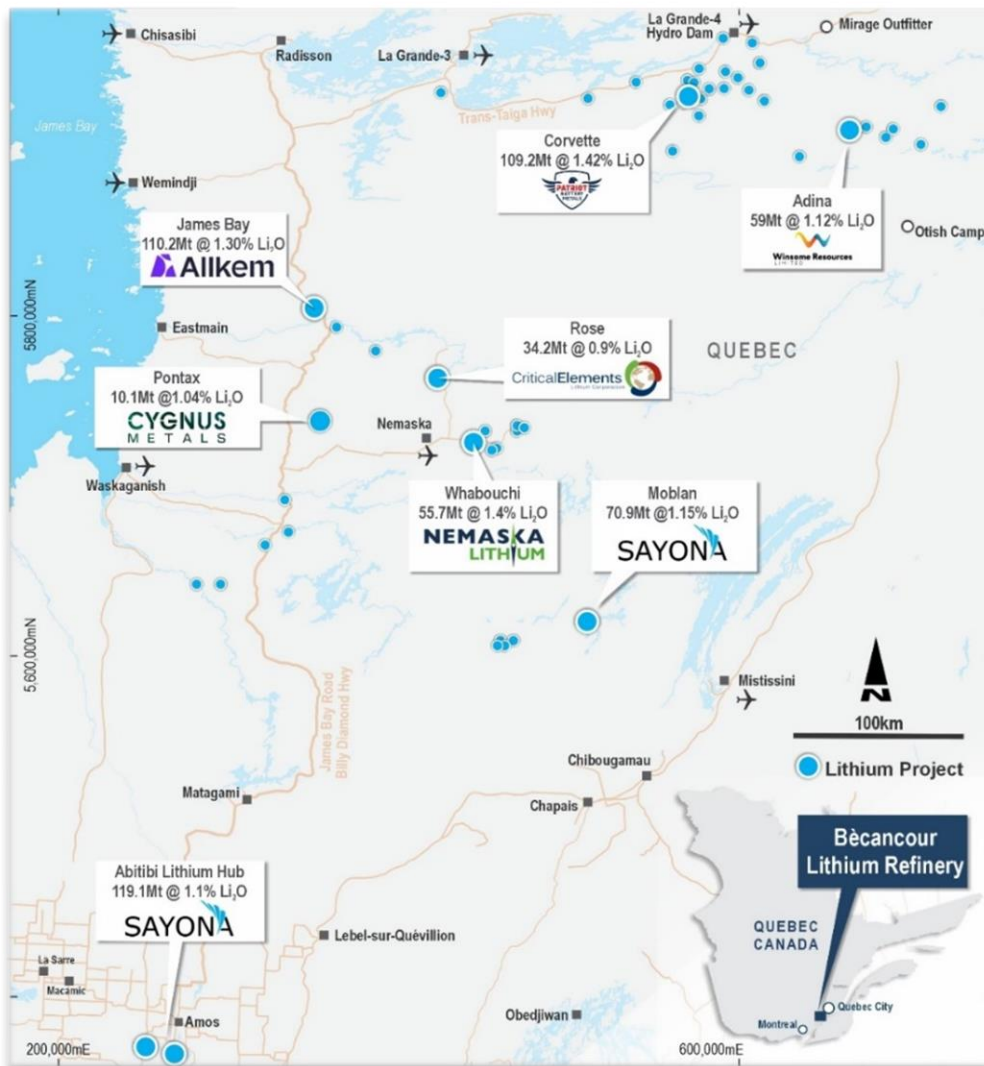 Chisasibi
Radisson
La Grande-3
La Grande-4
Hydro Dam
Mirage Outfitter
James Bay
Trans-Taiga Hwy
Corvette
109.2Mt @ 1.42% Li₂O
PATRIOT
BATTERY
METALS
Wemindji
Adina
59Mt @ 1.12% Li₂O
Winsome Resources
LIMITED
Otish Camp
James Bay
110.2Mt @ 1.30% Li₂O
Allkem
5800,000mN
Eastmain
Rose
34.2Mt @ 0.9% Li₂O
CriticalElements
Lithium Corporation
QUEBEC
Pontax
10.1Mt @1.04% Li₂O
CYGNUS
METALS
Nemaska
Waskaganish
Whabouchi
55.7Mt @ 1.4% Li₂O
NEMASKA
LITHIUM
Moblan
70.9Mt @1.15% Li₂O
SAYONA
5,600,000mN
Mistissini
N
100km
James Bay Road
Billy Diamond Hwy
Lithium Project
Chibougamau
Matagami
Chapais
Bècancour
Lithium Refinery
Abitibi Lithium Hub
119.1Mt @ 1.1% Li₂O
SAYONA
QUEBEC
CANADA
Lebel-sur-Quévillion
La Sarre
Macamic
Amos
Obedjiwan
Quebec City
Montreal
200,000mE
600,000mE